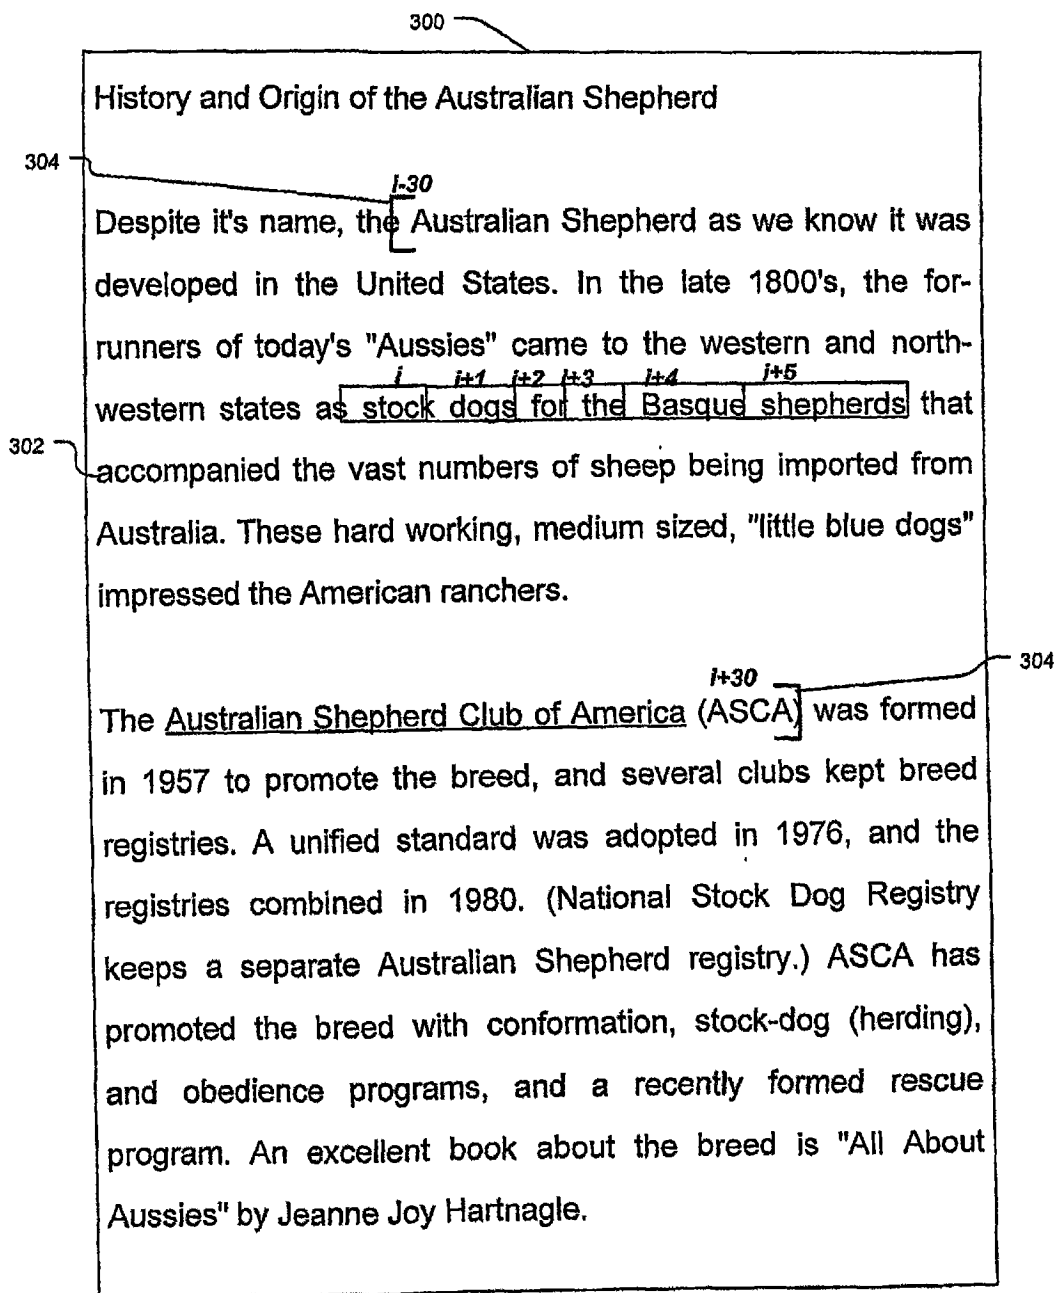 300
History and Origin of the Australian Shepherd
304
i-30
Despite it's name, the Australian Shepherd as we know it was
developed in the United States. In the late 1800's, the for-
runners of today's "Aussies" came to the western and north-
i i+1 i+2 i+3 i+4 i+5
western states as stock dogs for the Basque shepherds that
302
accompanied the vast numbers of sheep being imported from
Australia. These hard working, medium sized, "little blue dogs"
impressed the American ranchers.
i+30
304
The Australian Shepherd Club of America (ASCA) was formed
in 1957 to promote the breed, and several clubs kept breed
registries. A unified standard was adopted in 1976, and the
registries combined in 1980. (National Stock Dog Registry
keeps a separate Australian Shepherd registry.) ASCA has
promoted the breed with conformation, stock-dog (herding),
and obedience programs, and a recently formed rescue
program. An excellent book about the breed is "All About
Aussies" by Jeanne Joy Hartnagle.